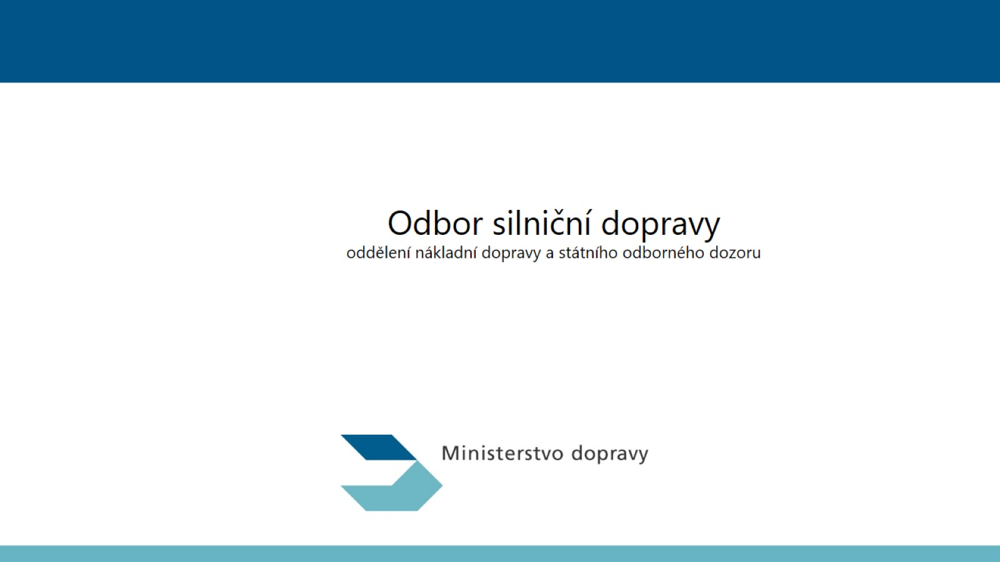 Odbor silniční dopravy
oddělení nákladní dopravy a státního odborného dozoru
Ministerstvo dopravy